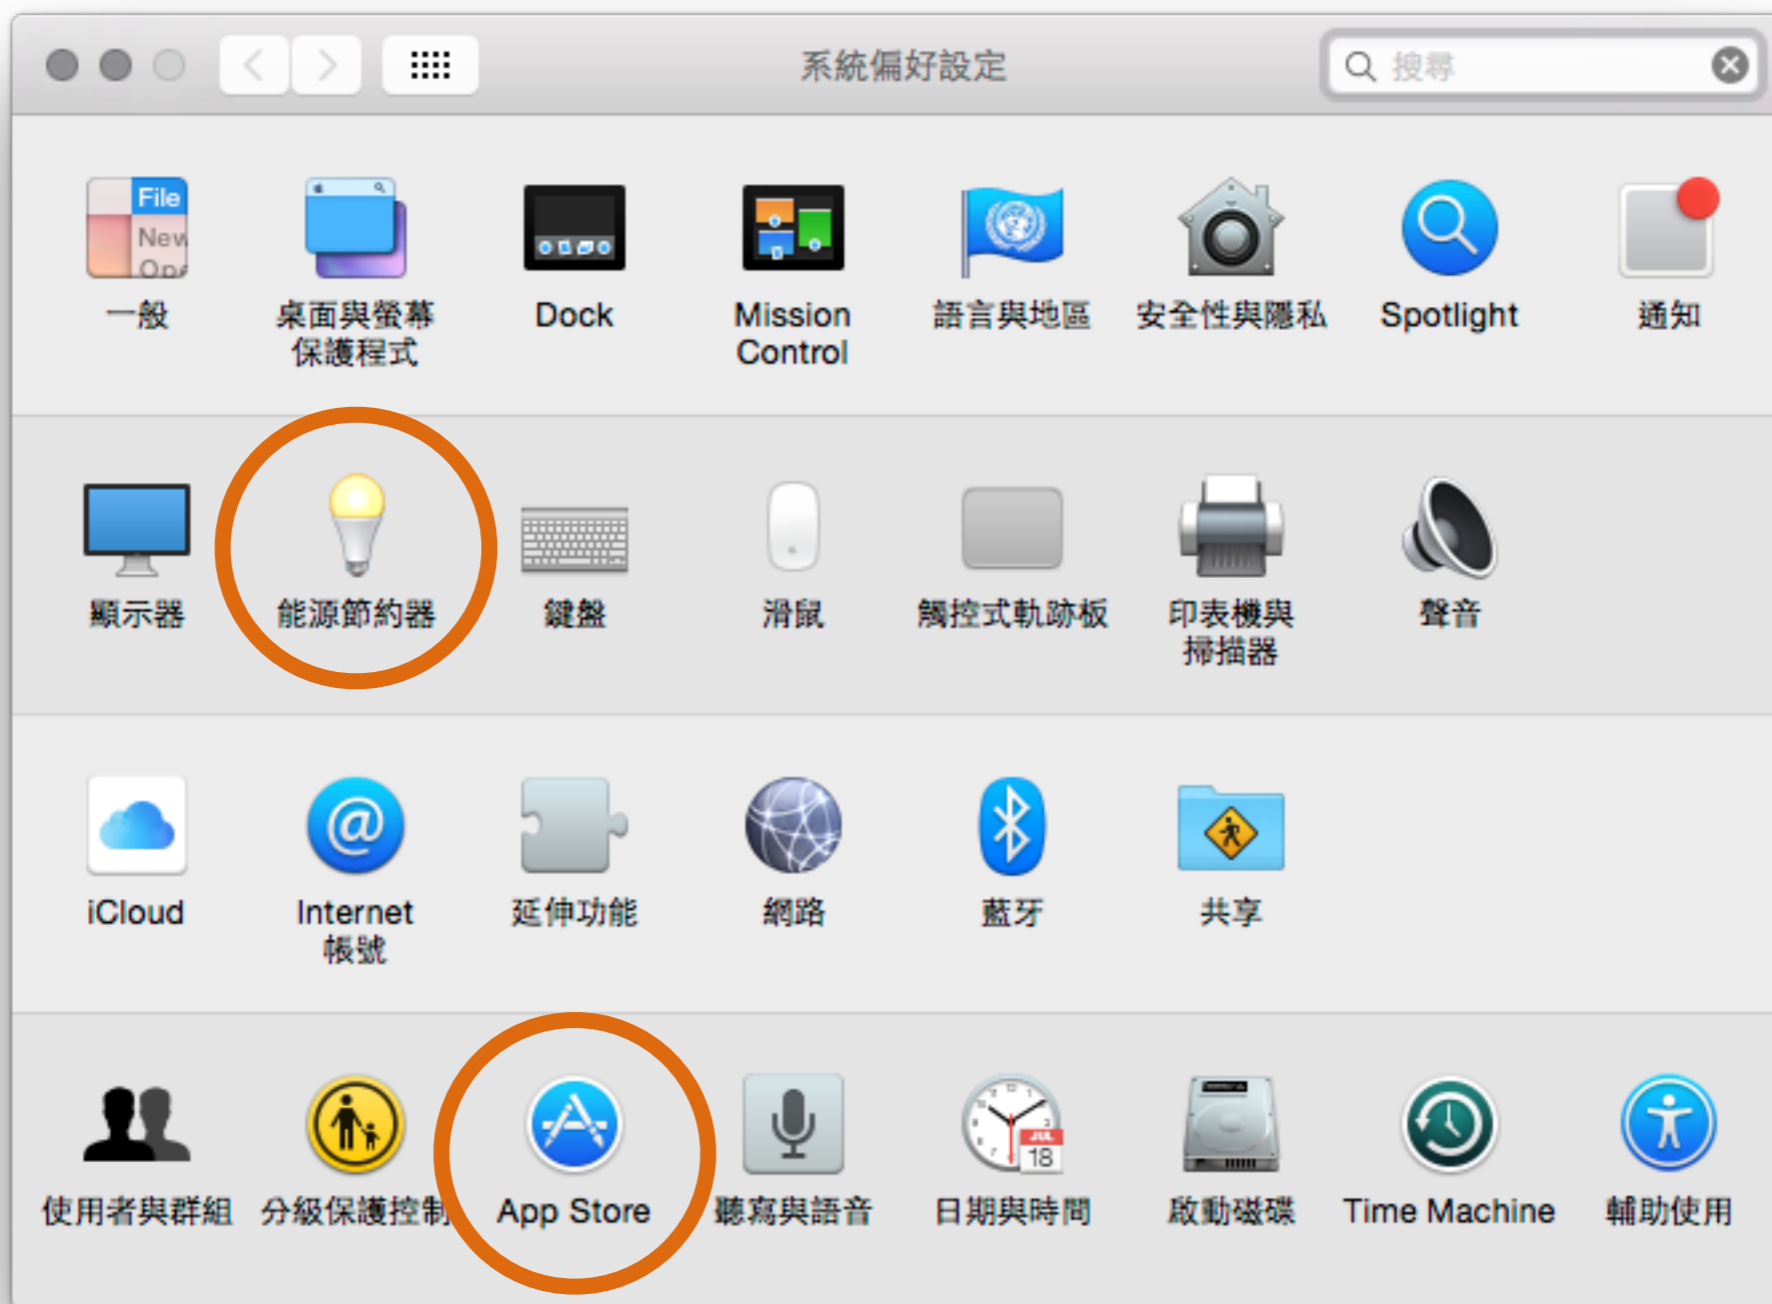 系統偏好設定
搜尋
File
New
Ope
一般
桌面與螢幕
保護程式
Dock
Mission
Control
語言與地區
安全性與隱私
Spotlight
通知
顯示器
能源節約器
鍵盤
滑鼠
觸控式軌跡板
印表機與
掃描器
聲音
iCloud
Internet
帳號
延伸功能
網路
藍牙
共享
使用者與群組
分級保護控制
App Store
聽寫與語音
JUL
18
日期與時間
啟動磁碟
Time Machine
輔助使用